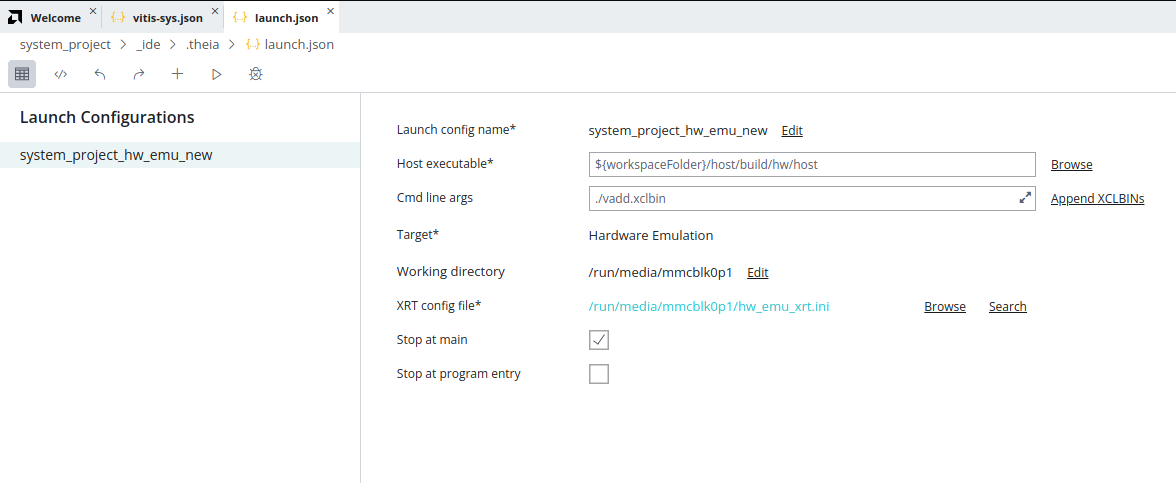 Welcome × {..} vitis-sys.json × {..} launch.json ×
system_project > _ide > .theia > {..} launch.json
</>
Launch Configurations
system_project_hw_emu_new
Launch config name* system_project_hw_emu_new Edit
Host executable* ${workspaceFolder}/host/build/hw/host Browse
Cmd line args ./vadd.xclbin Append XCLBINs
Target* Hardware Emulation
Working directory /run/media/mmcblk0p1 Edit
XRT config file* /run/media/mmcblk0p1/hw_emu_xrt.ini Browse Search
Stop at main
Stop at program entry